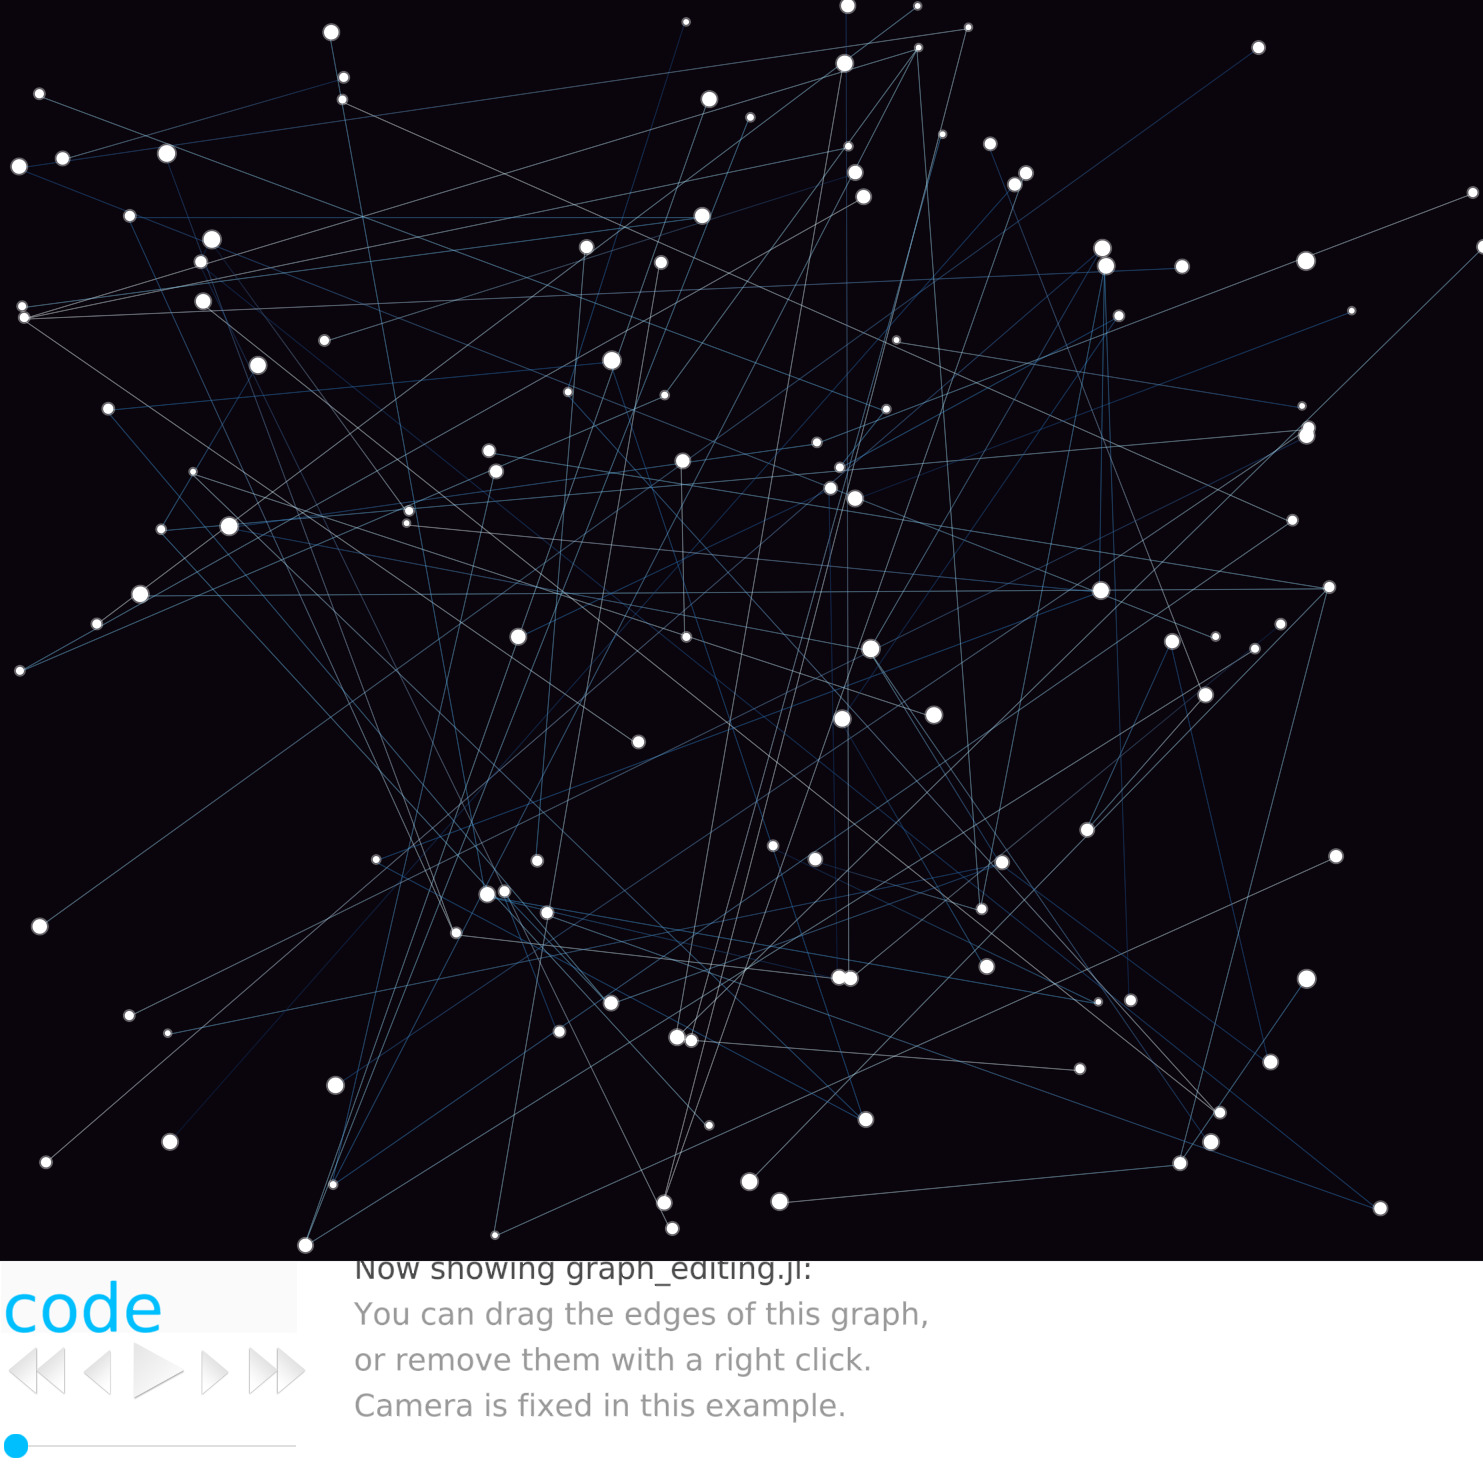 Now showing graph_editing.jl:
code
You can drag the edges of this graph,
or remove them with a right click.
Camera is fixed in this example.